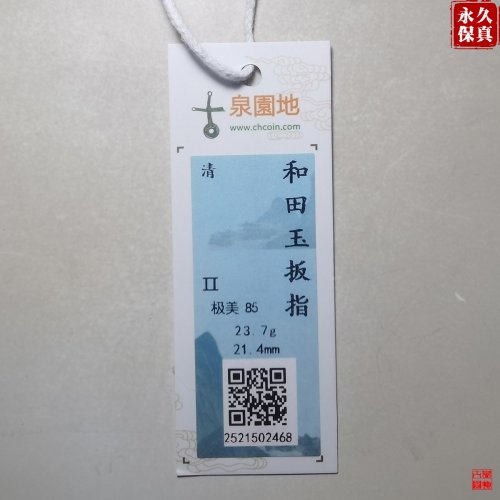 永久
保真
泉園地
www.chcoin.com
和田玉扳指
清
II
极美 85
23.7g
21.4mm
2521502468